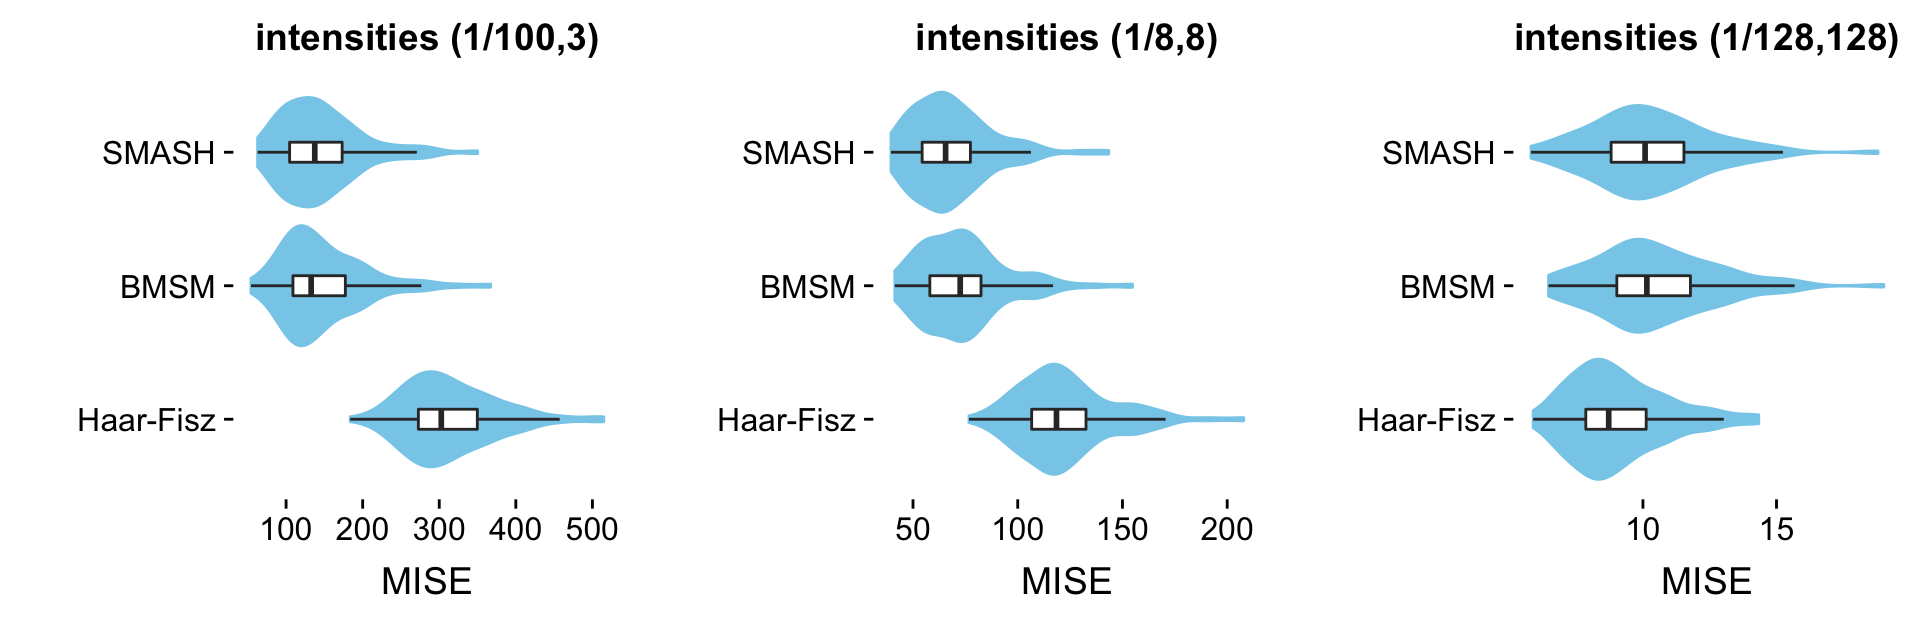 intensities (1/100,3)
SMASH
BMSM
Haar-Fisz
100 200 300 400 500
MISE
intensities (1/8,8)
SMASH
BMSM
Haar-Fisz
50 100 150 200
MISE
intensities (1/128,128)
SMASH
BMSM
Haar-Fisz
10 15
MISE